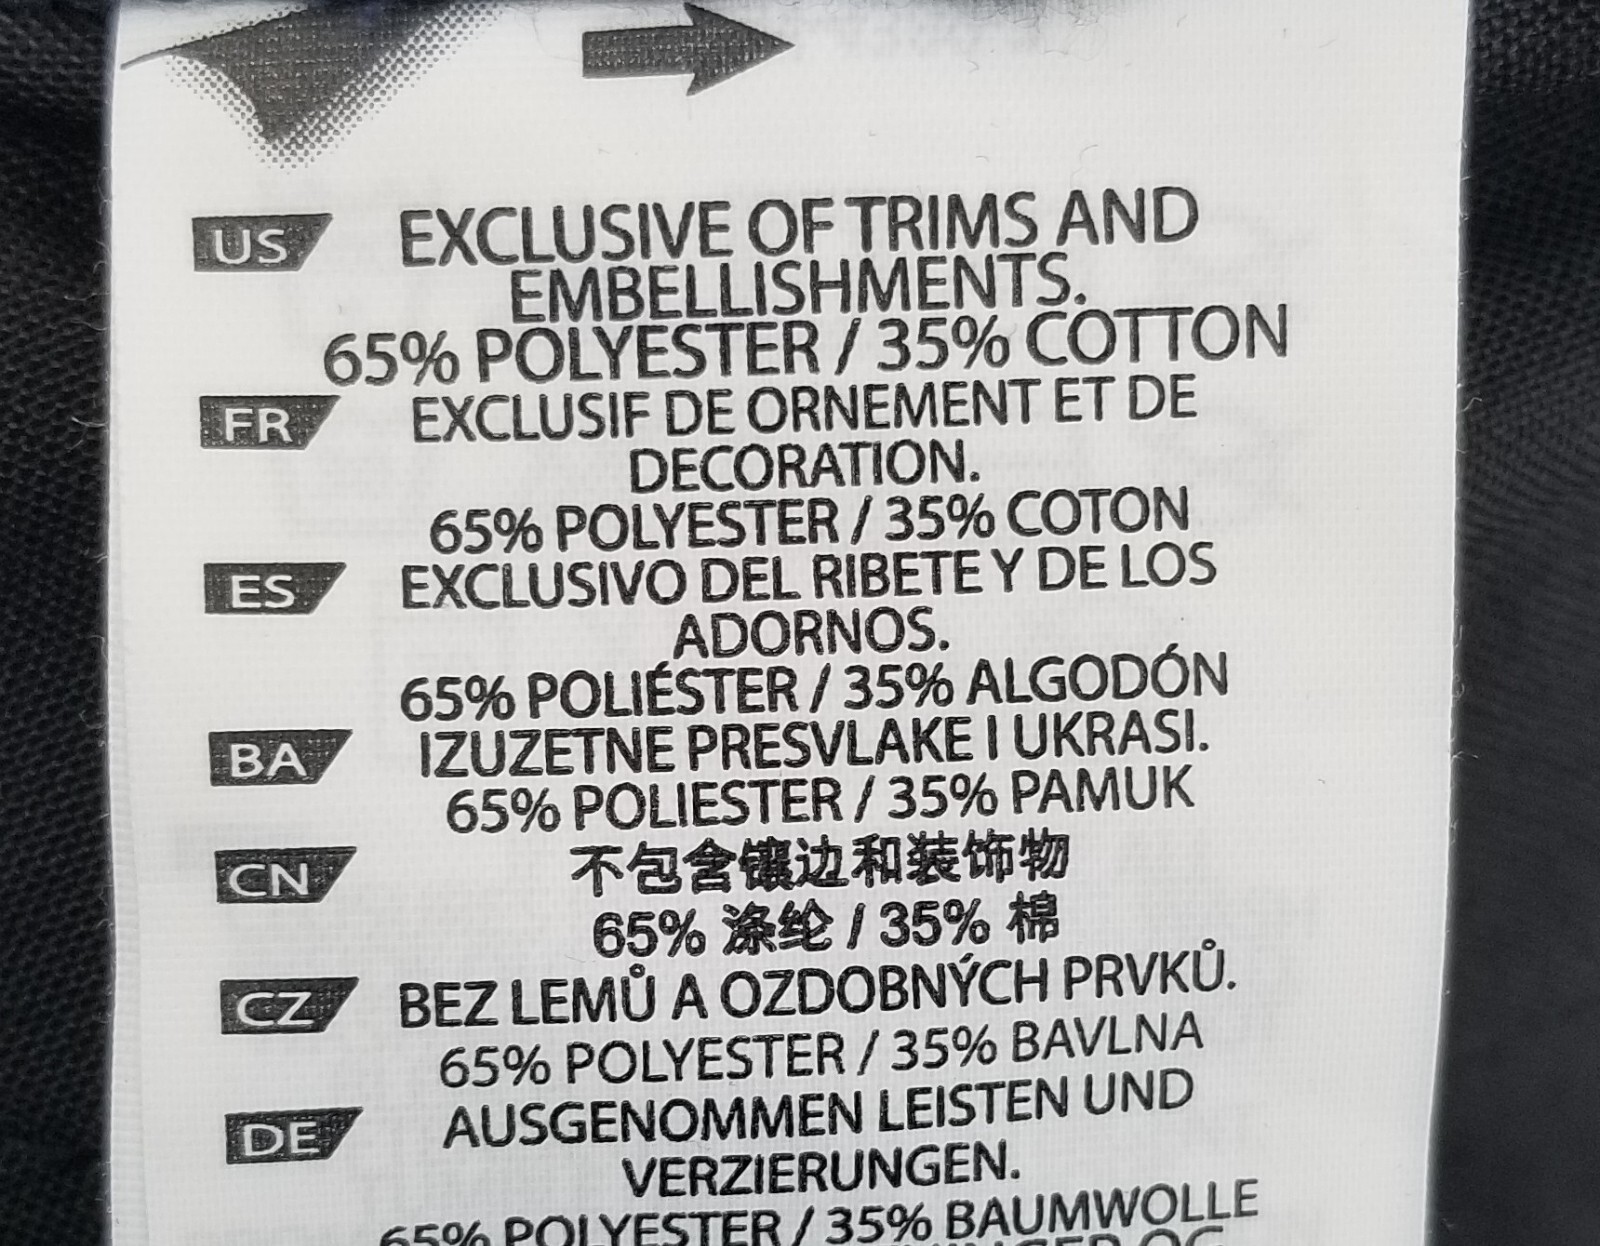 US EXCLUSIVE OF TRIMS AND
EMBELLISHMENTS.
65% POLYESTER / 35% COTTON
FR EXCLUSIF DE ORNEMENT ET DE
DECORATION.
65% POLYESTER / 35% COTON
ES EXCLUSIVO DEL RIBETE Y DE LOS
ADORNOS.
65% POLIÉSTER / 35% ALGODÓN
BA IZUZETNE PRESVLAKE I UKRASI.
65% POLIESTER / 35% PAMUK
CN 不包含镶边和装饰物
65% 涤纶 / 35% 棉
CZ BEZ LEMŮ A OZDOBNÝCH PRVKŮ.
65% POLYESTER / 35% BAVLNA
DE AUSGENOMMEN LEISTEN UND
VERZIERUNGEN.
65% POLYESTER / 35% BAUMWOLLE